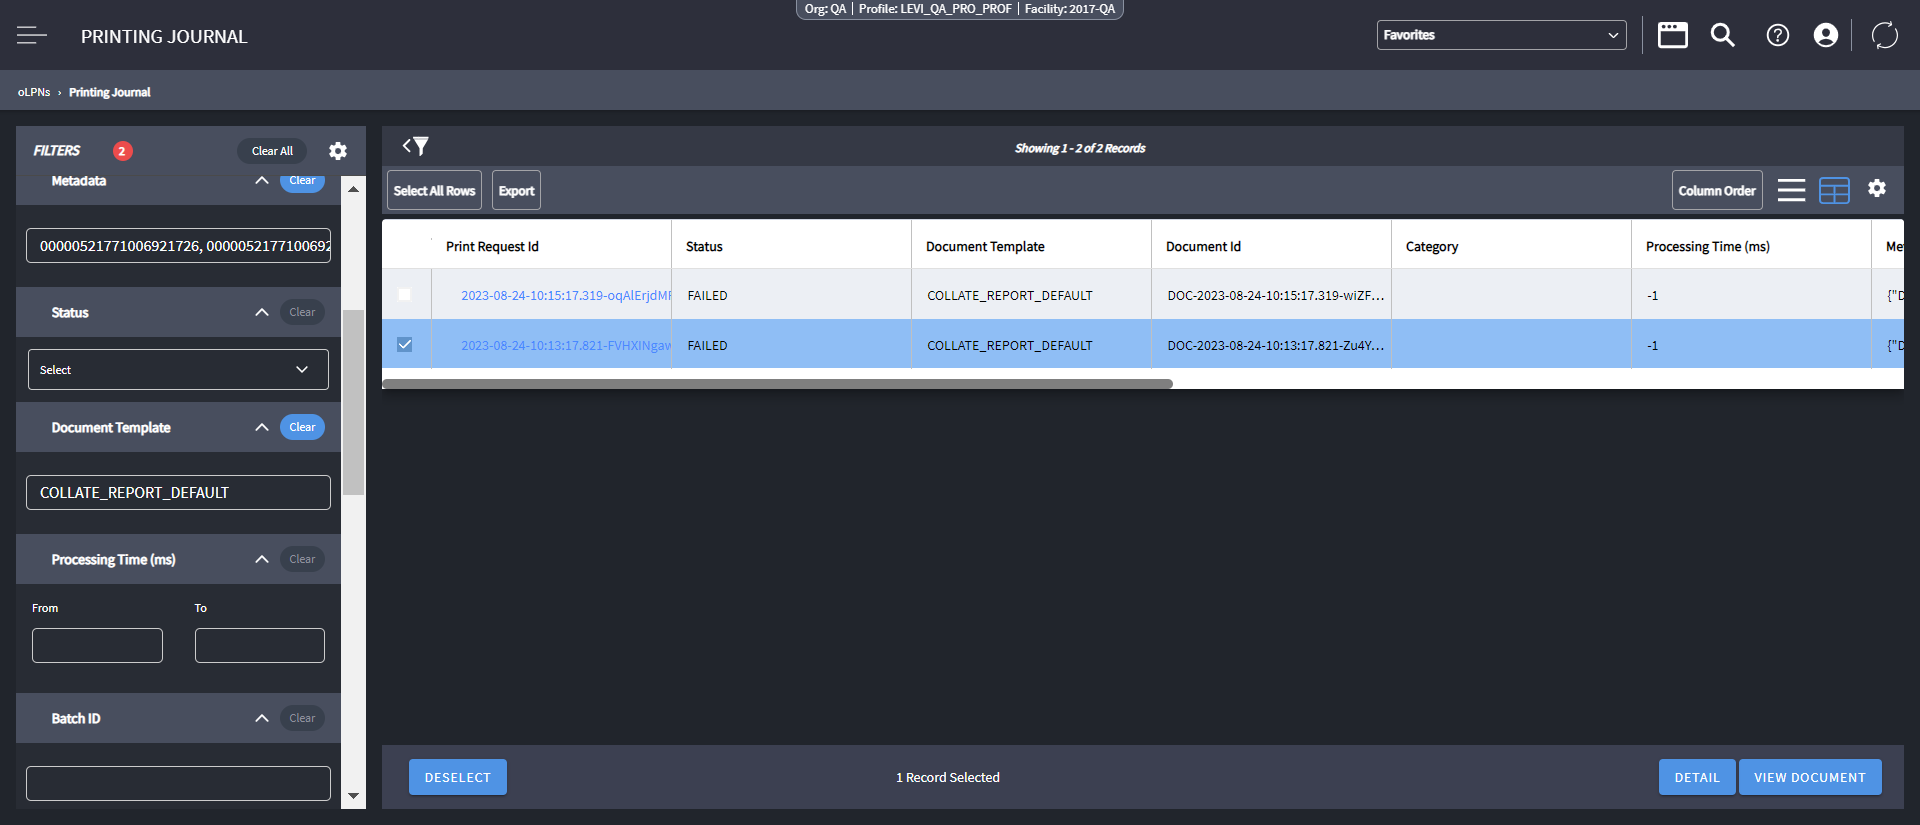 Org: QA | Profile: LEVI_QA_PRO_PROF | Facility: 2017-QA
PRINTING JOURNAL
Favorites
oLPNs › Printing Journal
FILTERS 2 Clear All
Metadata Clear
00000521771006921726, 0000052177100692
Status Clear
Select
Document Template Clear
COLLATE_REPORT_DEFAULT
Processing Time (ms) Clear
From To
Batch ID Clear
Showing 1 - 2 of 2 Records
Select All Rows Export Column Order
Print Request Id Status Document Template Document Id Category Processing Time (ms) Me
2023-08-24-10:15:17.319-oqAlErjdM FAILED COLLATE_REPORT_DEFAULT DOC-2023-08-24-10:15:17.319-wiZF... -1 {"D
2023-08-24-10:13:17.821-FVHXINgaw FAILED COLLATE_REPORT_DEFAULT DOC-2023-08-24-10:13:17.821-Zu4Y... -1 {"D
DESELECT 1 Record Selected DETAIL VIEW DOCUMENT